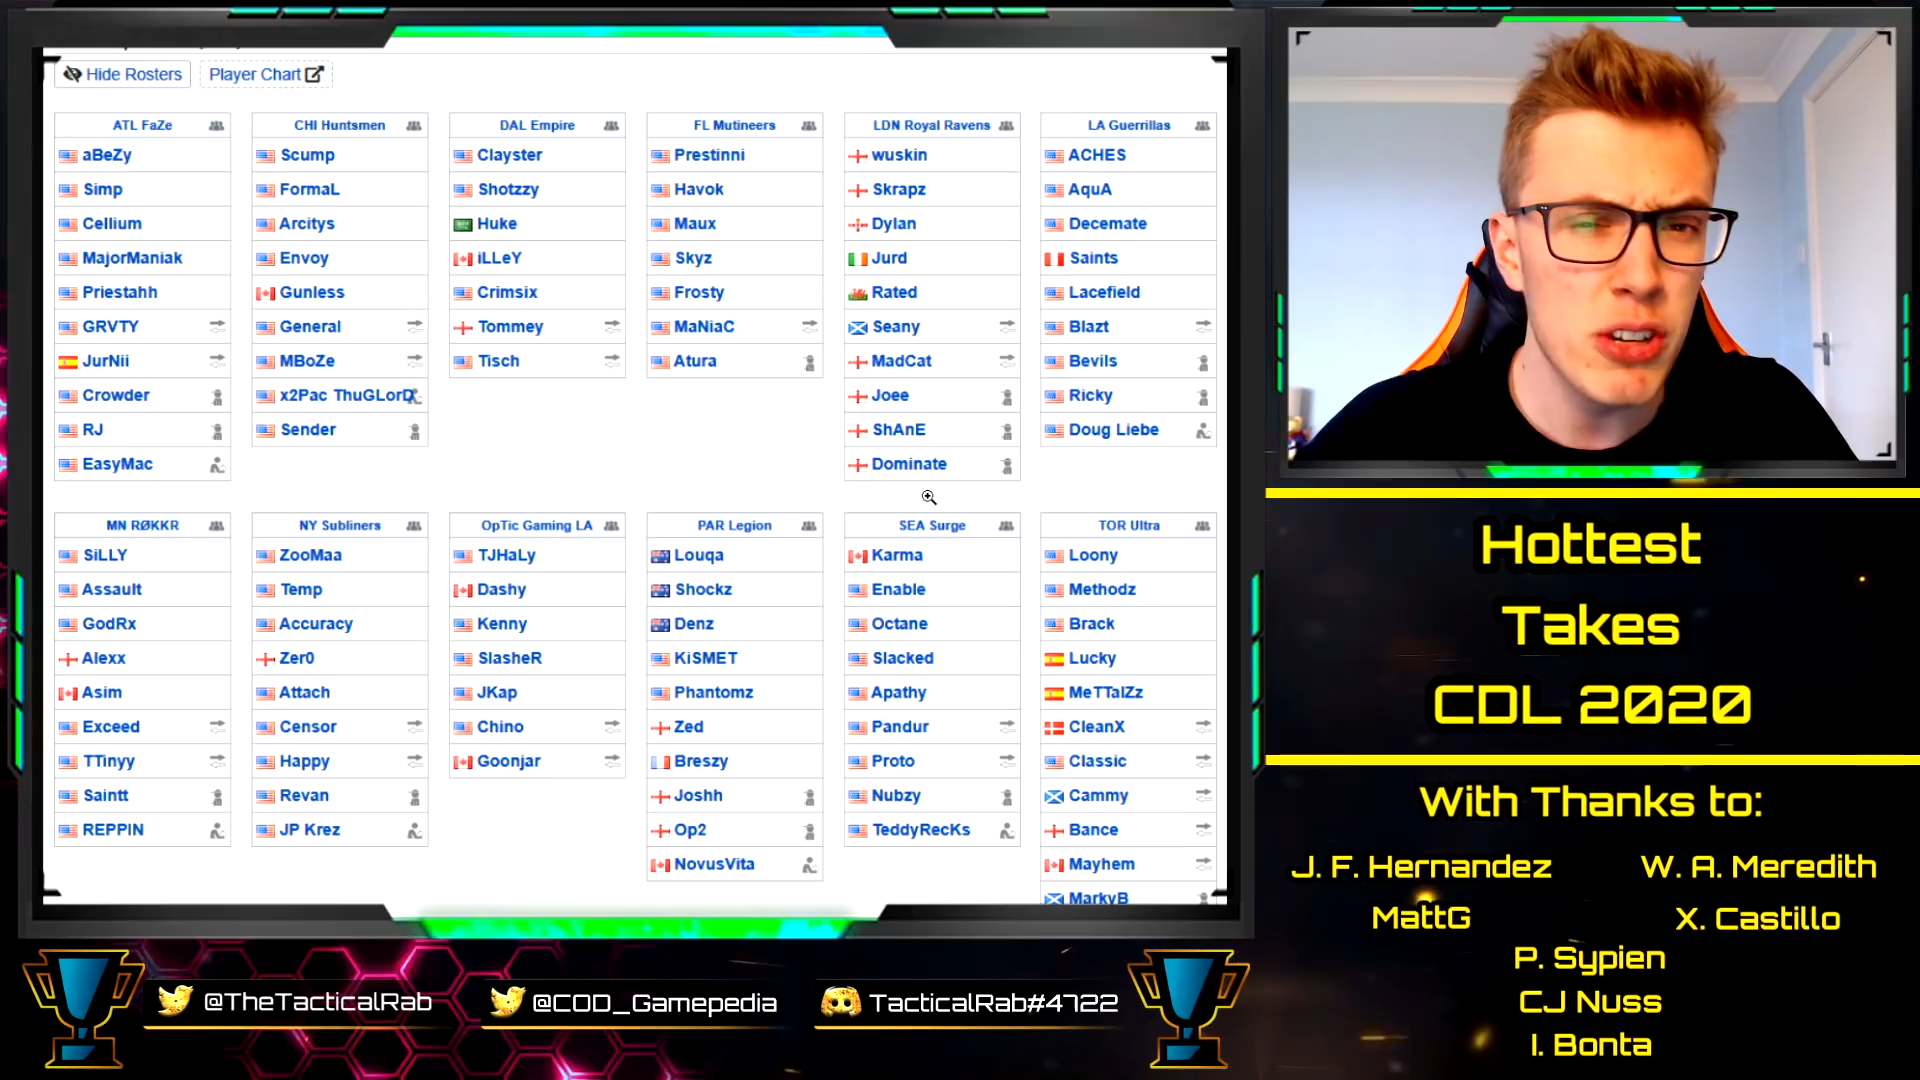 Hide Rosters
Player Chart
ATL FaZe
aBeZy
Simp
Cellium
MajorManiak
Priestahh
GRVTY
JurNii
Crowder
RJ
EasyMac
CHI Huntsmen
Scump
FormaL
Arcitys
Envoy
Gunless
General
MBoZe
x2Pac ThuGLorD
Sender
DAL Empire
Clayster
Shotzzy
Huke
iLLeY
Crimsix
Tommey
Tisch
FL Mutineers
Prestinni
Havok
Maux
Skyz
Frosty
MaNiaC
Atura
LDN Royal Ravens
wuskin
Skrapz
Dylan
Jurd
Rated
Seany
MadCat
Joee
ShAnE
Dominate
LA Guerrillas
ACHES
AquA
Decemate
Saints
Lacefield
Blazt
Bevils
Ricky
Doug Liebe
MN RØKKR
SiLLY
Assault
GodRx
Alexx
Asim
Exceed
TTinyy
Saintt
REPPIN
NY Subliners
ZooMaa
Temp
Accuracy
Zer0
Attach
Censor
Happy
Revan
JP Krez
OpTic Gaming LA
TJHaLy
Dashy
Kenny
SlasheR
JKap
Chino
Goonjar
PAR Legion
Louqa
Shockz
Denz
KiSMET
Phantomz
Zed
Breszy
Joshh
Op2
NovusVita
SEA Surge
Karma
Enable
Octane
Slacked
Apathy
Pandur
Proto
Nubzy
TeddyRecKs
TOR Ultra
Loony
Methodz
Brack
Lucky
MeTTalZz
CleanX
Classic
Cammy
Bance
Mayhem
MarkyB
Hottest
Takes
CDL 2020
With Thanks to:
J. F. Hernandez
W. A. Meredith
MattG
X. Castillo
P. Sypien
CJ Nuss
I. Bonta
@TheTacticalRab
@COD_Gamepedia
TacticalRab#4722